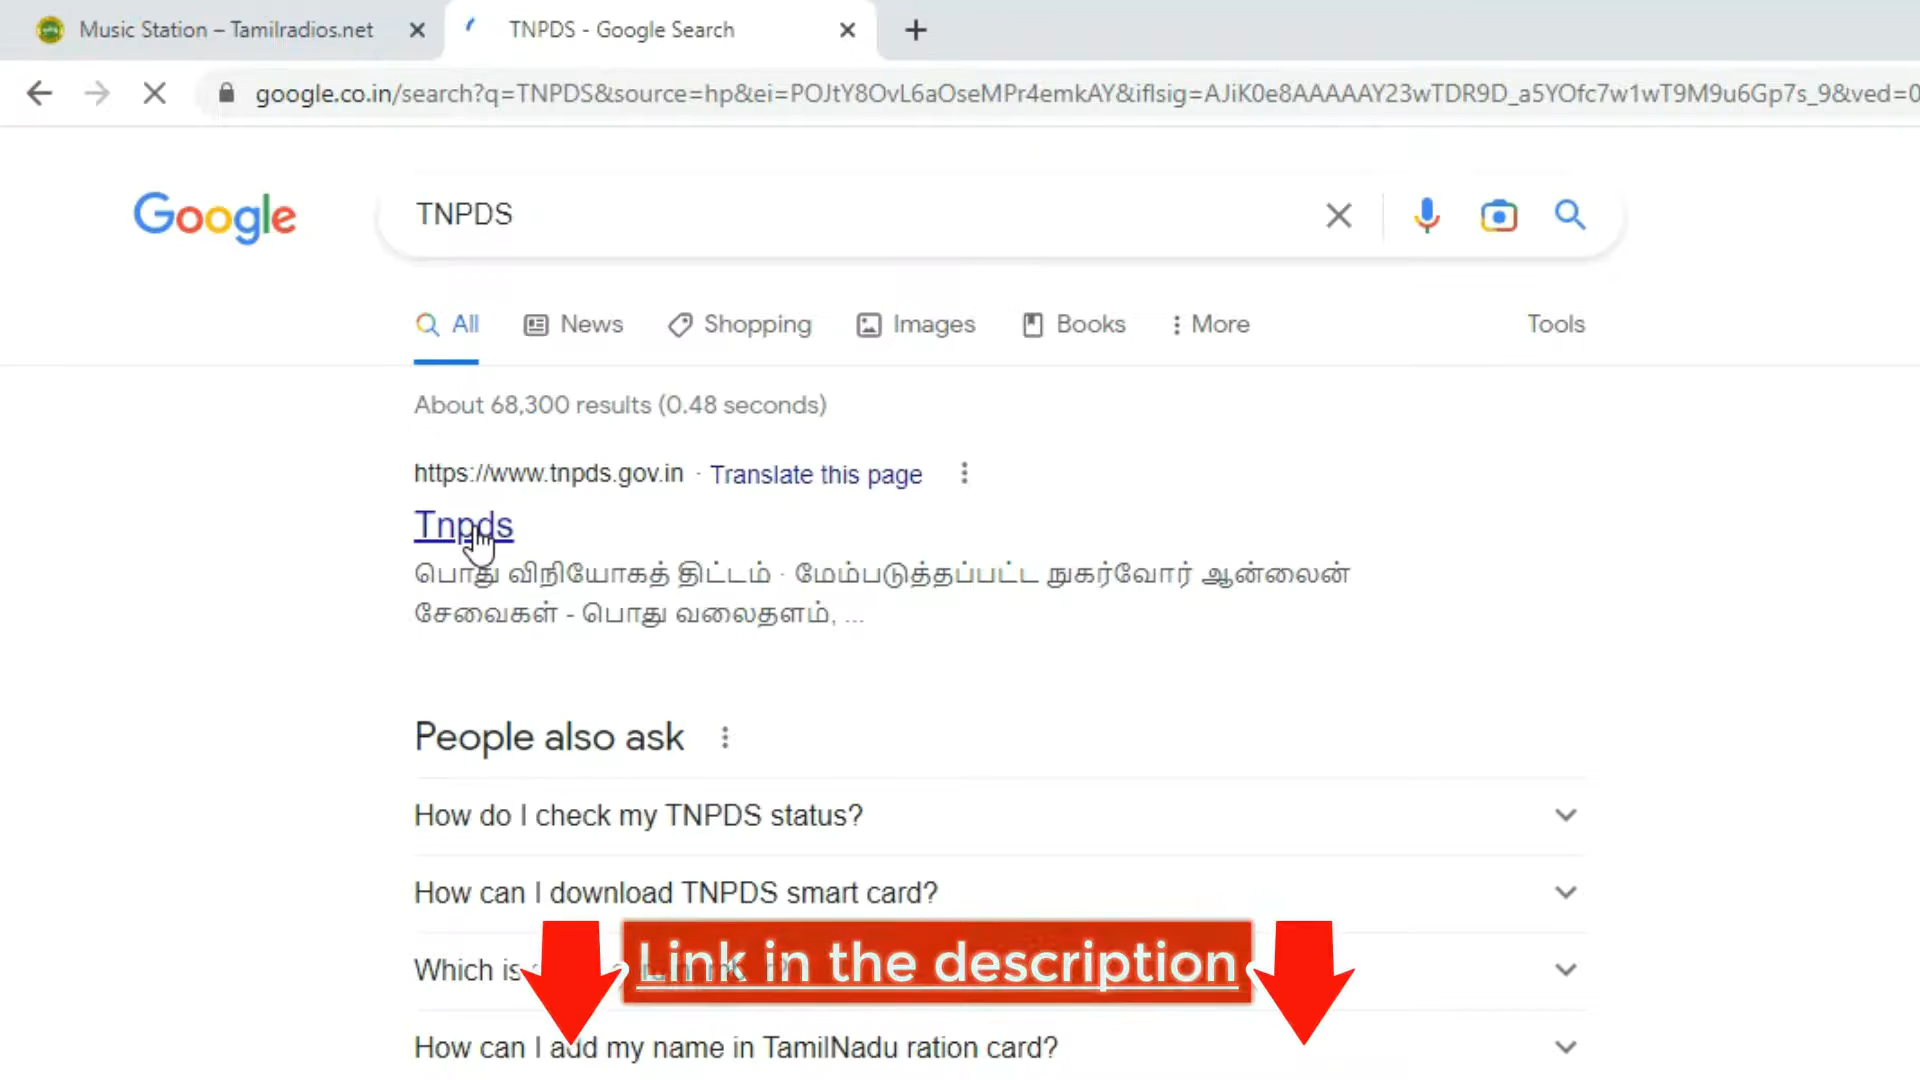 Music Station – Tamilradios.net
TNPDS - Google Search
google.co.in/search?q=TNPDS&source=hp&ei=POJtY8OvL6aOseMPr4emkAY&iflsig=AJiK0e8AAAAAY23wTDR9D_a5YOfc7w1wT9M9u6Gp7s_9&ved=0
Google
TNPDS
All News Shopping Images Books More Tools
About 68,300 results (0.48 seconds)
https://www.tnpds.gov.in · Translate this page
Tnpds
பொது விநியோகத் திட்டம் · மேம்படுத்தப்பட்ட நுகர்வோர் ஆன்லைன்
சேவைகள் - பொது வலைதளம், ...
People also ask
How do I check my TNPDS status?
How can I download TNPDS smart card?
Which is
Link in the description
How can I add my name in TamilNadu ration card?